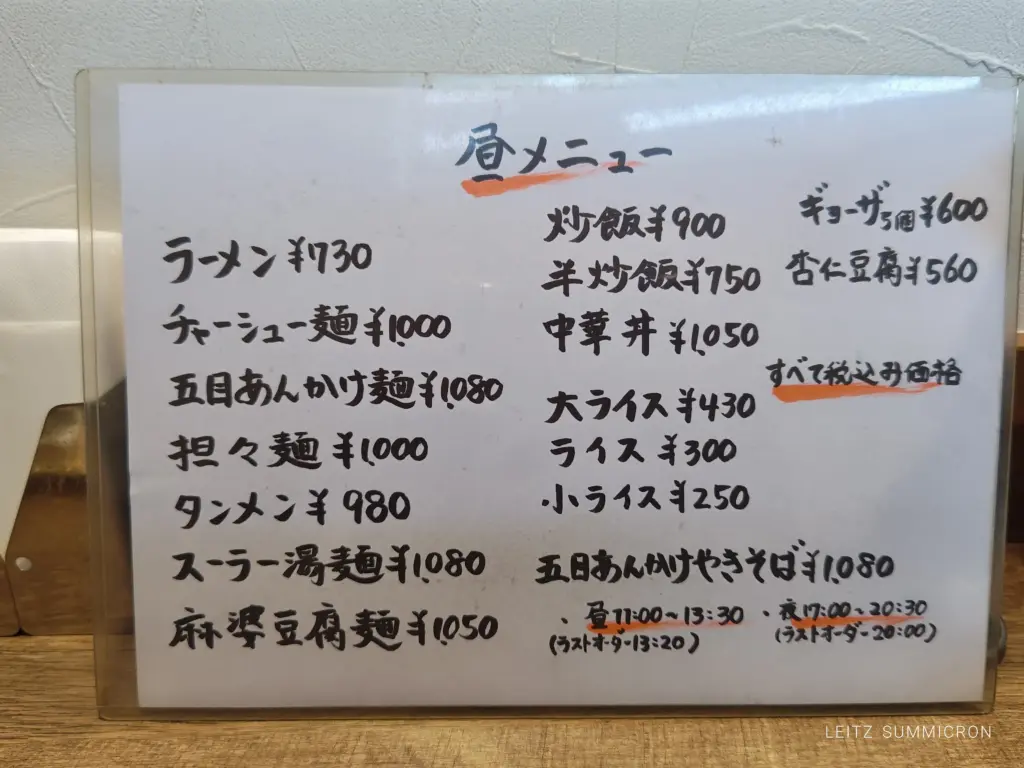 昼メニュー
ラーメン ¥730
チャーシュー麺 ¥1,000
五目あんかけ麺 ¥1,080
担々麺 ¥1,000
タンメン ¥980
スーラー湯麺 ¥1,080
麻婆豆腐麺 ¥1,050
炒飯 ¥900
半炒飯 ¥750
中華丼 ¥1,050
大ライス ¥430
ライス ¥300
小ライス ¥250
五目あんかけやきそば ¥1,080
ギョーザ5個 ¥600
杏仁豆腐 ¥560
すべて税込み価格
・昼11:00~13:30
(ラストオーダー13:20)
・夜17:00~20:30
(ラストオーダー20:00)
LEITZ SUMMICRON